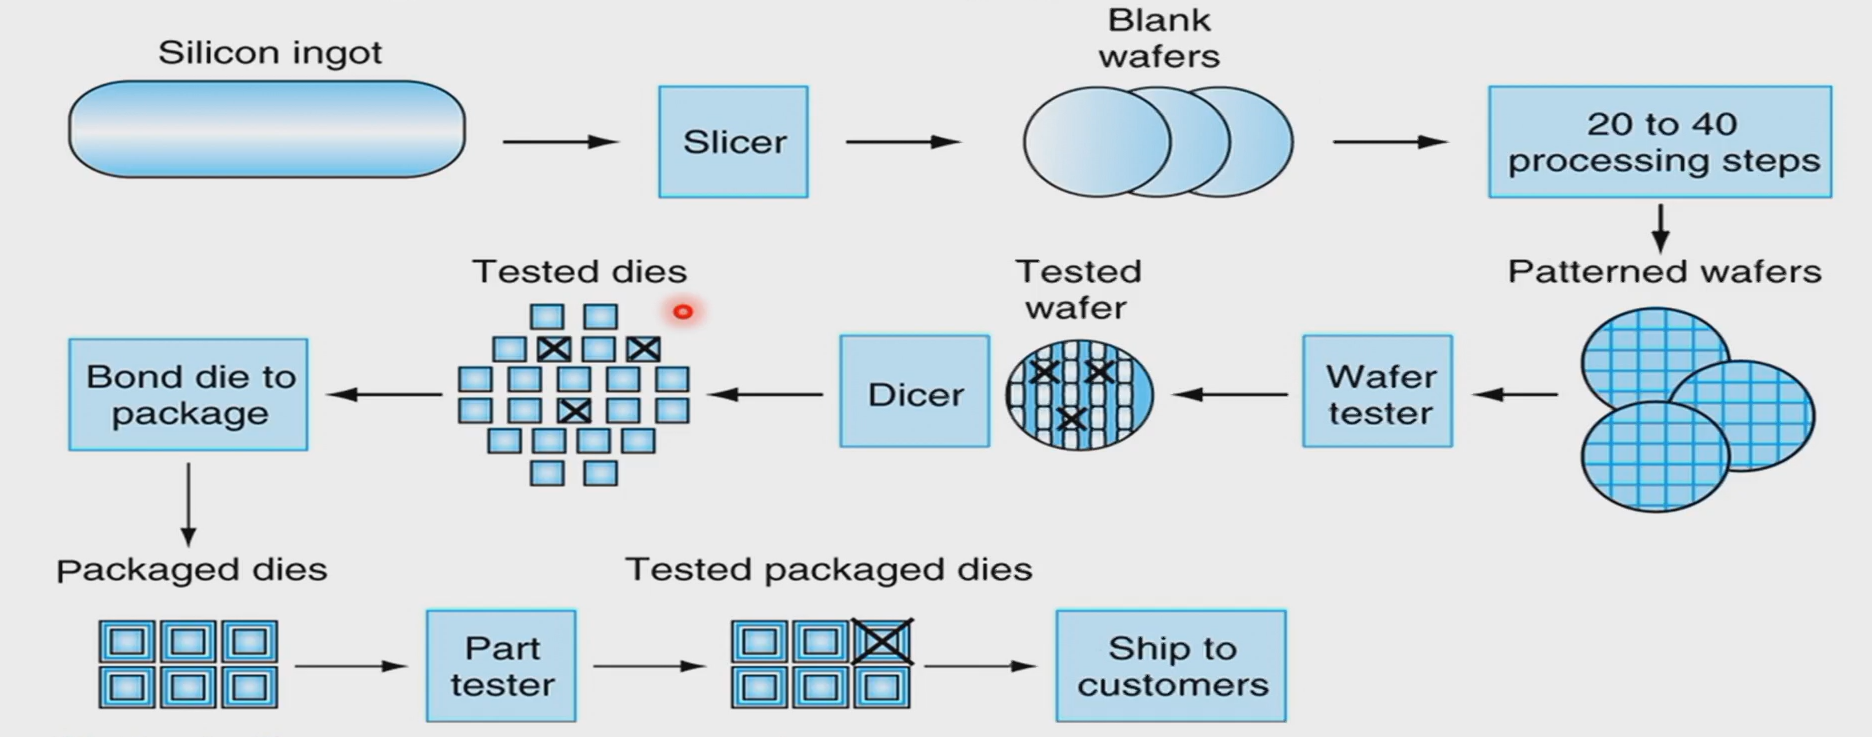 Silicon ingot
Slicer
Blank
wafers
20 to 40
processing steps
Patterned wafers
Wafer
tester
Tested
wafer
Dicer
Tested dies
Bond die to
package
Packaged dies
Part
tester
Tested packaged dies
Ship to
customers